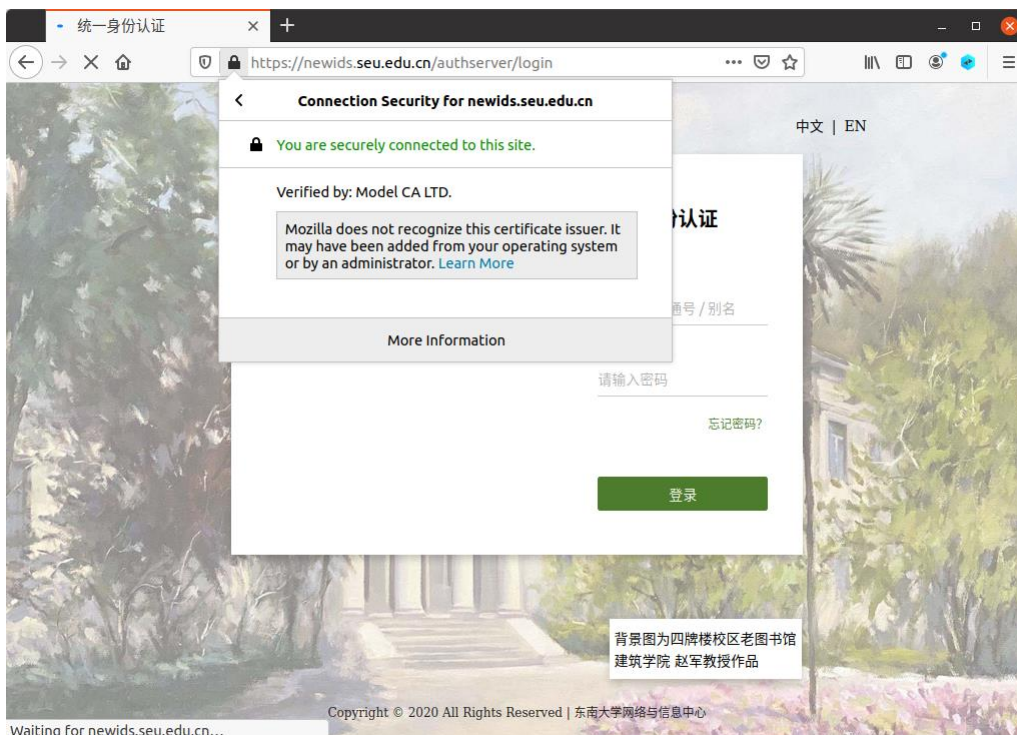 统一身份认证
https://newids.seu.edu.cn/authserver/login
Connection Security for newids.seu.edu.cn
中文 | EN
You are securely connected to this site.
Verified by: Model CA LTD.
份认证
Mozilla does not recognize this certificate issuer. It
may have been added from your operating system
or by an administrator. Learn More
通号 / 别名
More Information
请输入密码
忘记密码?
登录
背景图为四牌楼校区老图书馆
建筑学院 赵军教授作品
Copyright © 2020 All Rights Reserved | 东南大学网络与信息中心
Waiting for newids.seu.edu.cn...